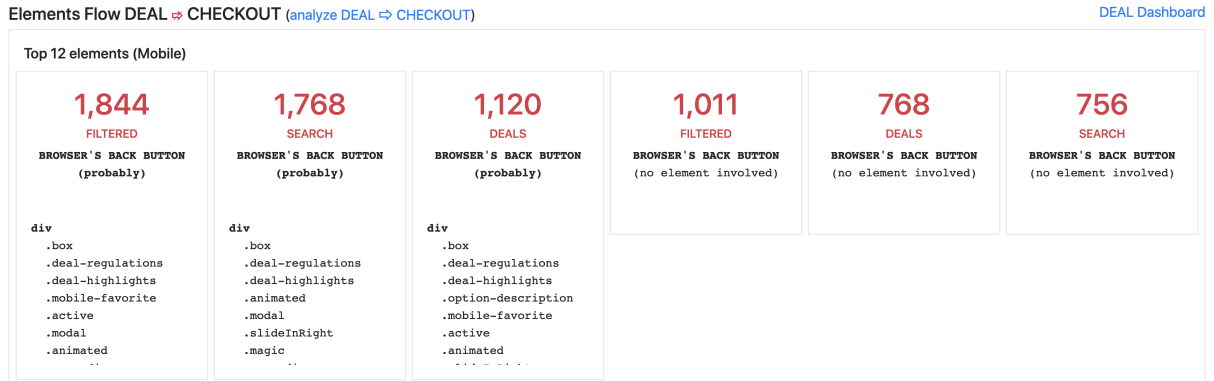 Elements Flow DEAL ⇨ CHECKOUT (analyze DEAL ⇨ CHECKOUT)
DEAL Dashboard
Top 12 elements (Mobile)
1,844
FILTERED
BROWSER'S BACK BUTTON
(probably)
div
.box
.deal-regulations
.deal-highlights
.mobile-favorite
.active
.modal
.animated
1,768
SEARCH
BROWSER'S BACK BUTTON
(probably)
div
.box
.deal-regulations
.deal-highlights
.animated
.modal
.slideInRight
.magic
1,120
DEALS
BROWSER'S BACK BUTTON
(probably)
div
.box
.deal-regulations
.deal-highlights
.option-description
.mobile-favorite
.active
.animated
1,011
FILTERED
BROWSER'S BACK BUTTON
(no element involved)
768
DEALS
BROWSER'S BACK BUTTON
(no element involved)
756
SEARCH
BROWSER'S BACK BUTTON
(no element involved)